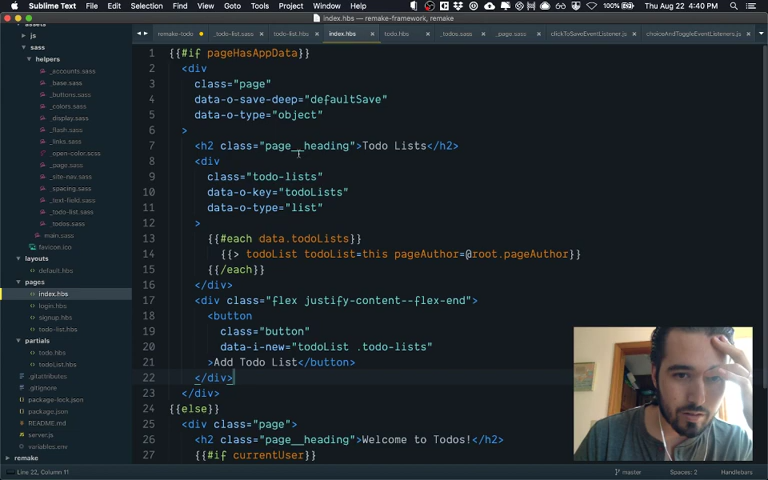 Sublime Text File Edit Selection Find View Goto Tools Project Window Help
100% Thu Aug 22 4:40 PM
index.hbs — remake-framework, remake
remake-todo _todo-list.sass todo-list.hbs index.hbs todo.hbs _todos.sass _page.sass clickToSaveEventListener.js choiceAndToggleEventListeners.js
assets
js
sass
helpers
_accounts.sass
_base.sass
_buttons.sass
_colors.sass
_display.sass
_flash.sass
_links.sass
_open-color.scss
_page.sass
_site-nav.sass
_spacing.sass
_text-field.sass
_todo-list.sass
_todos.sass
main.sass
favicon.ico
layouts
default.hbs
pages
index.hbs
login.hbs
signup.hbs
todo-list.hbs
partials
todo.hbs
todoList.hbs
.gitattributes
.gitignore
package-lock.json
package.json
README.md
server.js
variables.env
remake
1 {{#if pageHasAppData}}
2 <div
3 class="page"
4 data-o-save-deep="defaultSave"
5 data-o-type="object"
6 >
7 <h2 class="page__heading">Todo Lists</h2>
8 <div
9 class="todo-lists"
10 data-o-key="todoLists"
11 data-o-type="list"
12 >
13 {{#each data.todoLists}}
14 {{> todoList todoList=this pageAuthor=@root.pageAuthor}}
15 {{/each}}
16 </div>
17 <div class="flex justify-content--flex-end">
18 <button
19 class="button"
20 data-i-new="todoList .todo-lists"
21 >Add Todo List</button>
22 </div>
23 </div>
24 {{else}}
25 <div class="page">
26 <h2 class="page__heading">Welcome to Todos!</h2>
27 {{#if currentUser}}
Line 22, Column 11 master Spaces: 2 Handlebars